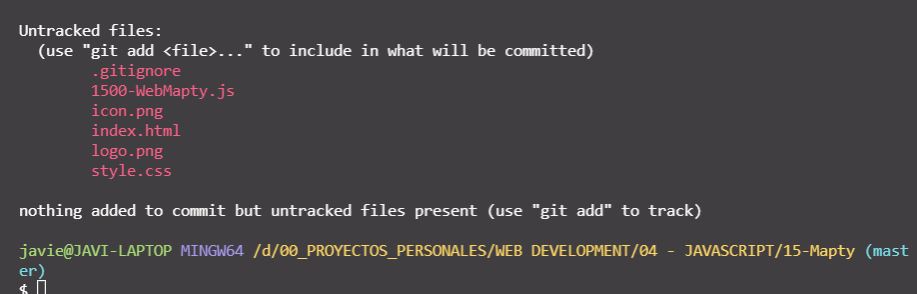 Untracked files:
  (use "git add <file>..." to include in what will be committed)
        .gitignore
        1500-WebMapty.js
        icon.png
        index.html
        logo.png
        style.css
nothing added to commit but untracked files present (use "git add" to track)
javie@JAVI-LAPTOP MINGW64 /d/00_PROYECTOS_PERSONALES/WEB DEVELOPMENT/04 - JAVASCRIPT/15-Mapty (mast
er)
$